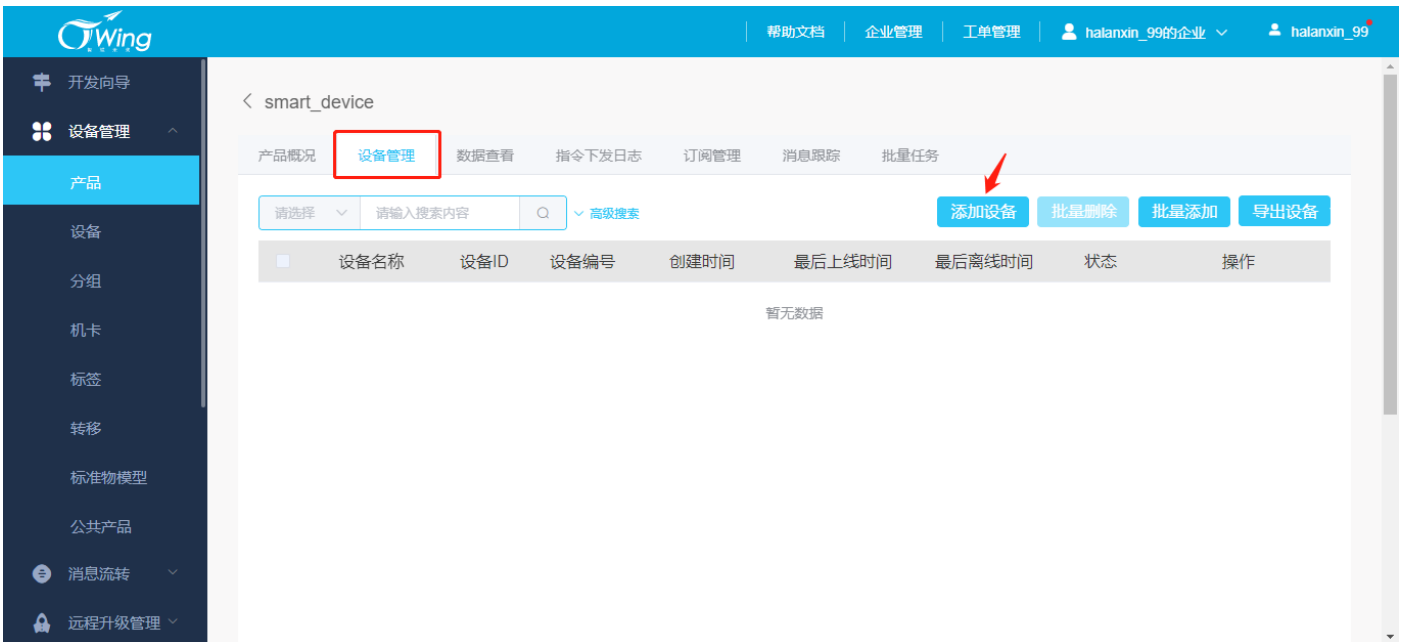 CTWing
帮助文档 企业管理 工单管理 halanxin_99的企业 halanxin_99
开发向导
设备管理
产品
设备
分组
机卡
标签
转移
标准物模型
公共产品
消息流转
远程升级管理
smart_device
产品概况 设备管理 数据查看 指令下发日志 订阅管理 消息跟踪 批量任务
请选择 请输入搜索内容 高级搜索 添加设备 批量删除 批量添加 导出设备
设备名称 设备ID 设备编号 创建时间 最后上线时间 最后离线时间 状态 操作
暂无数据